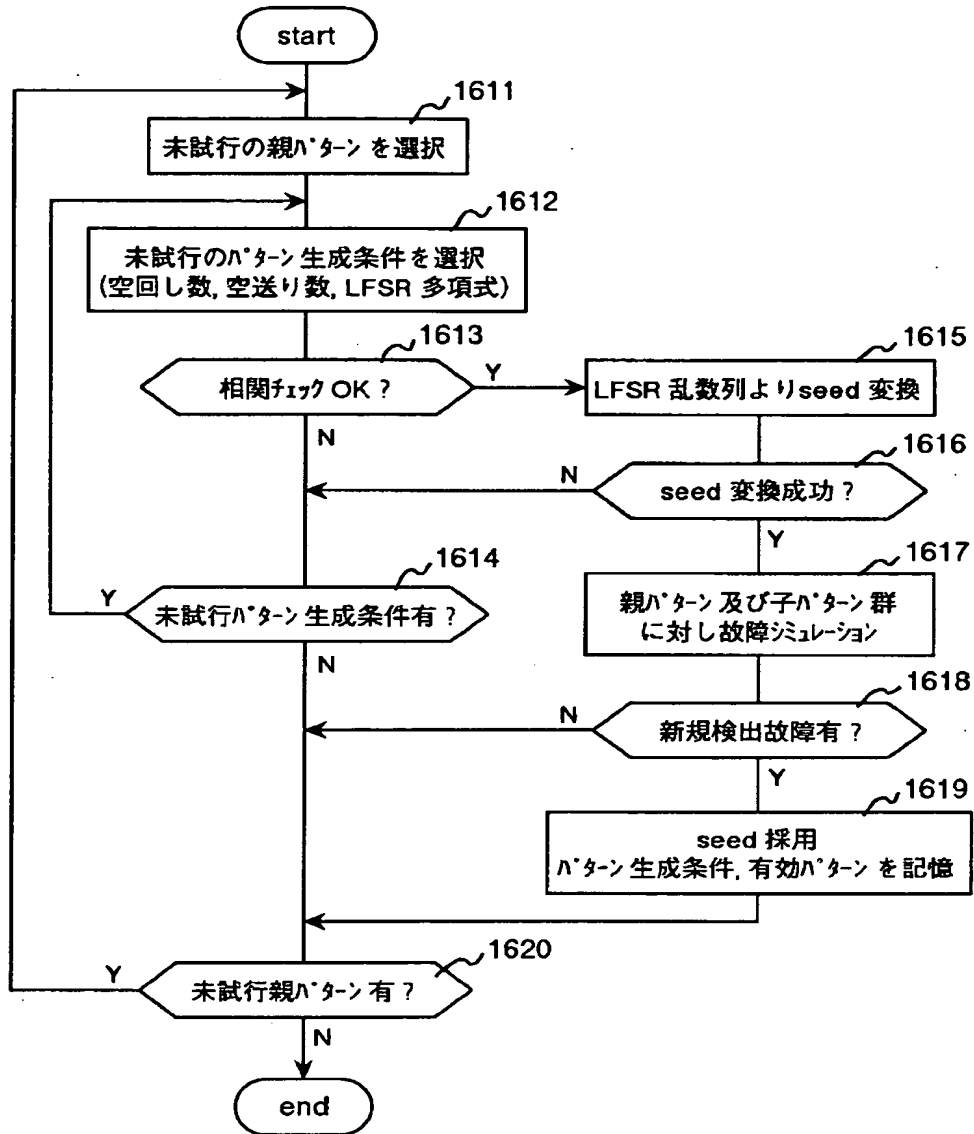 start
1611
未試行の親ﾊﾟﾀｰﾝ を選択
1612
未試行のﾊﾟﾀｰﾝ 生成条件を選択
(空回し数, 空送り数, LFSR 多項式)
1613
相関ﾁｪｯｸ OK ?
Y
N
1615
LFSR 乱数列よりseed 変換
1616
seed 変換成功 ?
N
Y
1614
未試行ﾊﾟﾀｰﾝ 生成条件有 ?
Y
N
1617
親ﾊﾟﾀｰﾝ 及び子ﾊﾟﾀｰﾝ 群
に対し故障ｼﾐｭﾚｰｼｮﾝ
1618
新規検出故障有 ?
N
Y
1619
seed 採用
ﾊﾟﾀｰﾝ 生成条件, 有効ﾊﾟﾀｰﾝ を記憶
1620
未試行親ﾊﾟﾀｰﾝ 有 ?
Y
N
end